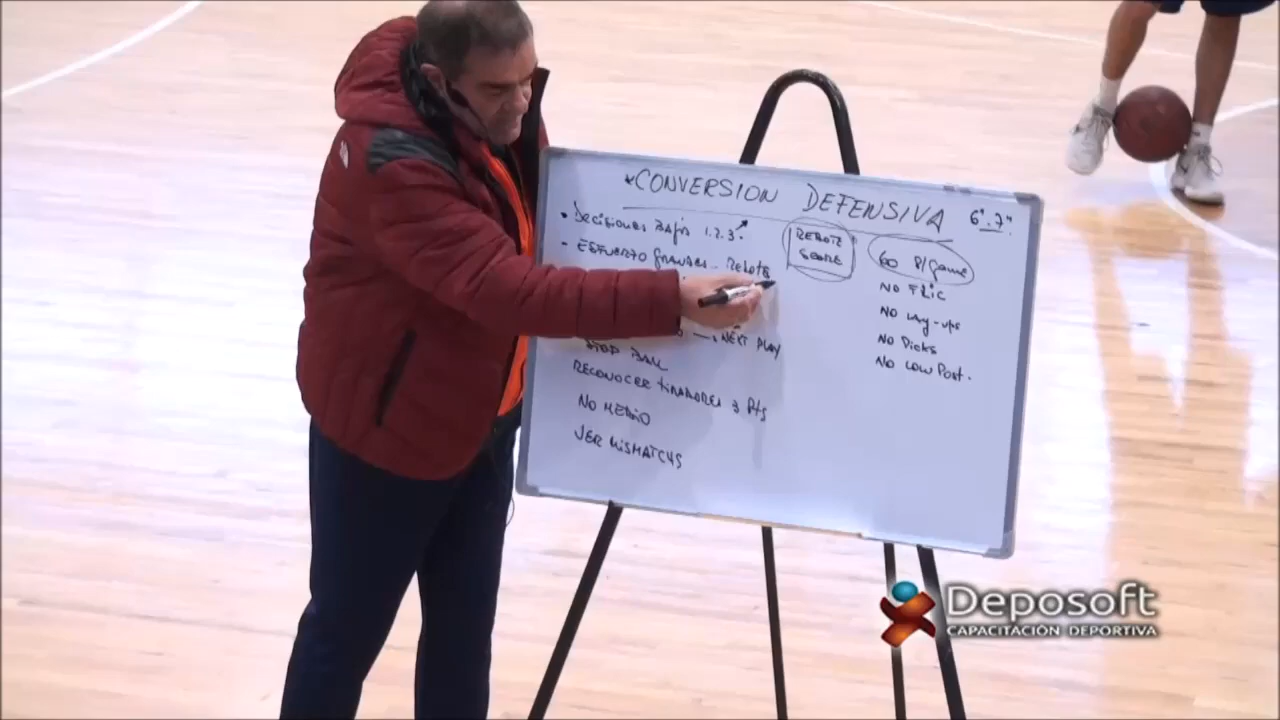 *CONVERSION DEFENSIVA 6".7"
• Decisiones Bajo 1.2.3.
- ESFUERZO GRANDES - Rebote
NEXT PLAY
STOP BALL
RECONOCER TIRADORES 3 Pts
NO MEDIO
VER MISMATCHS
REBOTE
SCORE
60 P/Game
NO
NO Lay-ups
NO Picks
NO LOW Post.
Deposoft
CAPACITACIÓN DEPORTIVA